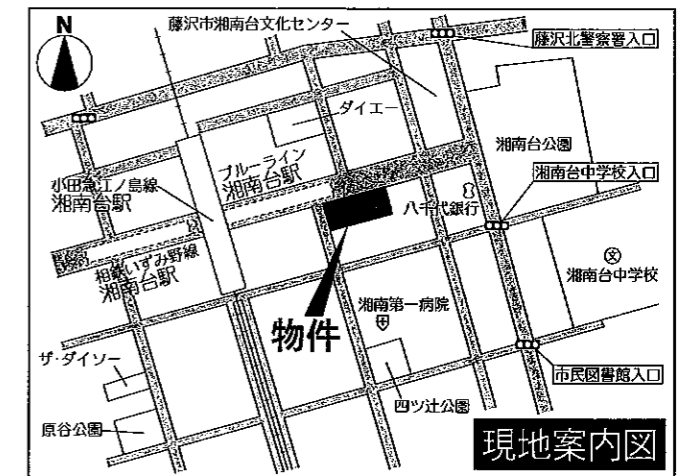 N
藤沢市湘南台文化センター
藤沢北警察署入口
ダイエー
湘南台公園
ブルーライン
湘南台駅
小田急江ノ島線
湘南台駅
湘南台中学校入口
八千代銀行
相鉄いずみ野線
湘南台駅
文
湘南台中学校
湘南第一病院
物件
ザ・ダイソー
市民図書館入口
四ツ辻公園
原谷公園
現地案内図